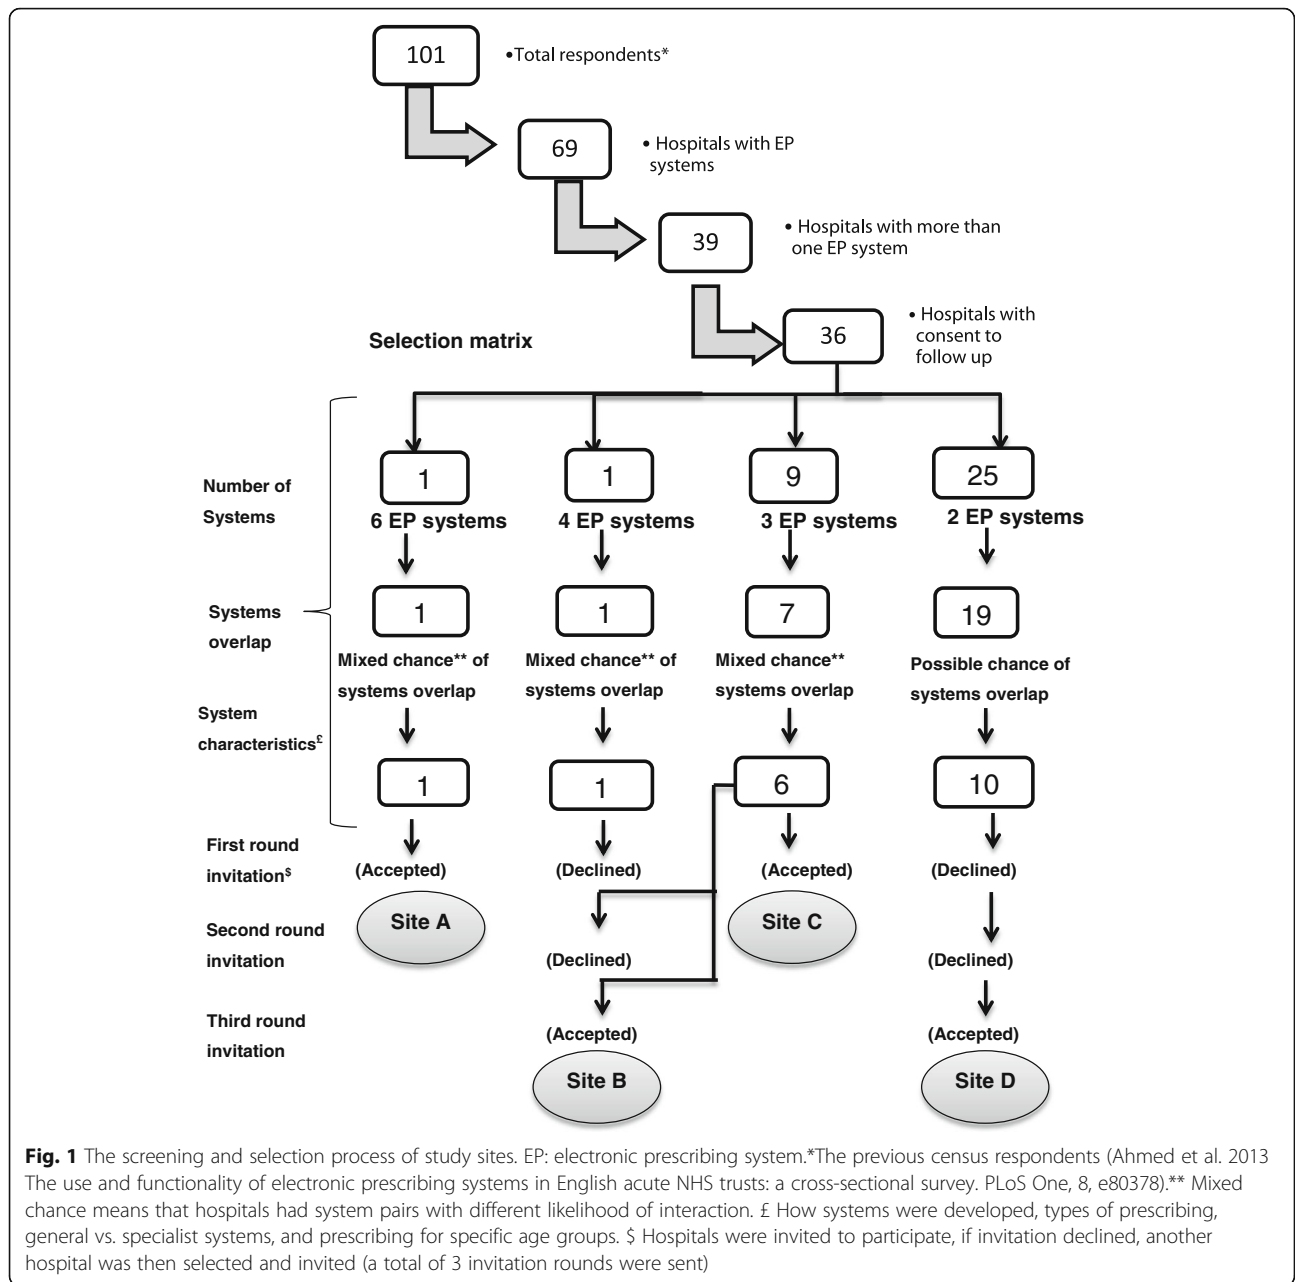 101
•Total respondents*
69
• Hospitals with EP
systems
39
• Hospitals with more than
one EP system
36
• Hospitals with
consent to
follow up
Selection matrix
Number of
Systems
1
6 EP systems
1
4 EP systems
9
3 EP systems
25
2 EP systems
Systems
overlap
1
Mixed chance** of
systems overlap
1
Mixed chance** of
systems overlap
7
Mixed chance**
systems overlap
19
Possible chance of
systems overlap
System
characteristics£
1
1
6
10
First round
invitation$
(Accepted)
(Declined)
(Accepted)
(Declined)
Site A
Site C
Second round
invitation
(Declined)
(Declined)
Third round
invitation
(Accepted)
(Accepted)
Site B
Site D
Fig. 1 The screening and selection process of study sites. EP: electronic prescribing system.*The previous census respondents (Ahmed et al. 2013
The use and functionality of electronic prescribing systems in English acute NHS trusts: a cross-sectional survey. PLoS One, 8, e80378).** Mixed
chance means that hospitals had system pairs with different likelihood of interaction. £ How systems were developed, types of prescribing,
general vs. specialist systems, and prescribing for specific age groups. $ Hospitals were invited to participate, if invitation declined, another
hospital was then selected and invited (a total of 3 invitation rounds were sent)